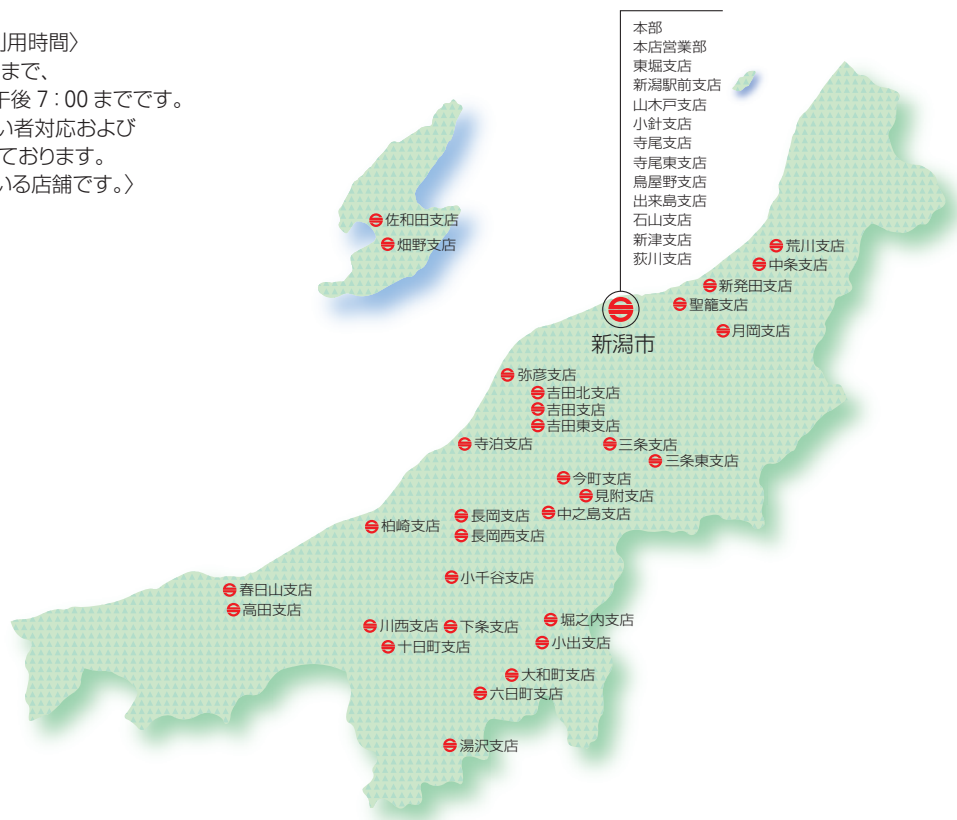 用時間〉
まで、
午後 7：00 までです。
い者対応および
ております。
いる店舗です。〉
本部
本店営業部
東堀支店
新潟駅前支店
山木戸支店
小針支店
寺尾支店
寺尾東支店
鳥屋野支店
出来島支店
石山支店
新津支店
荻川支店
佐和田支店
畑野支店
荒川支店
中条支店
新発田支店
聖籠支店
月岡支店
新潟市
弥彦支店
吉田北支店
吉田支店
吉田東支店
寺泊支店
三条支店
三条東支店
今町支店
見附支店
中之島支店
長岡支店
長岡西支店
柏崎支店
小千谷支店
春日山支店
高田支店
川西支店
下条支店
堀之内支店
十日町支店
小出支店
大和町支店
六日町支店
湯沢支店